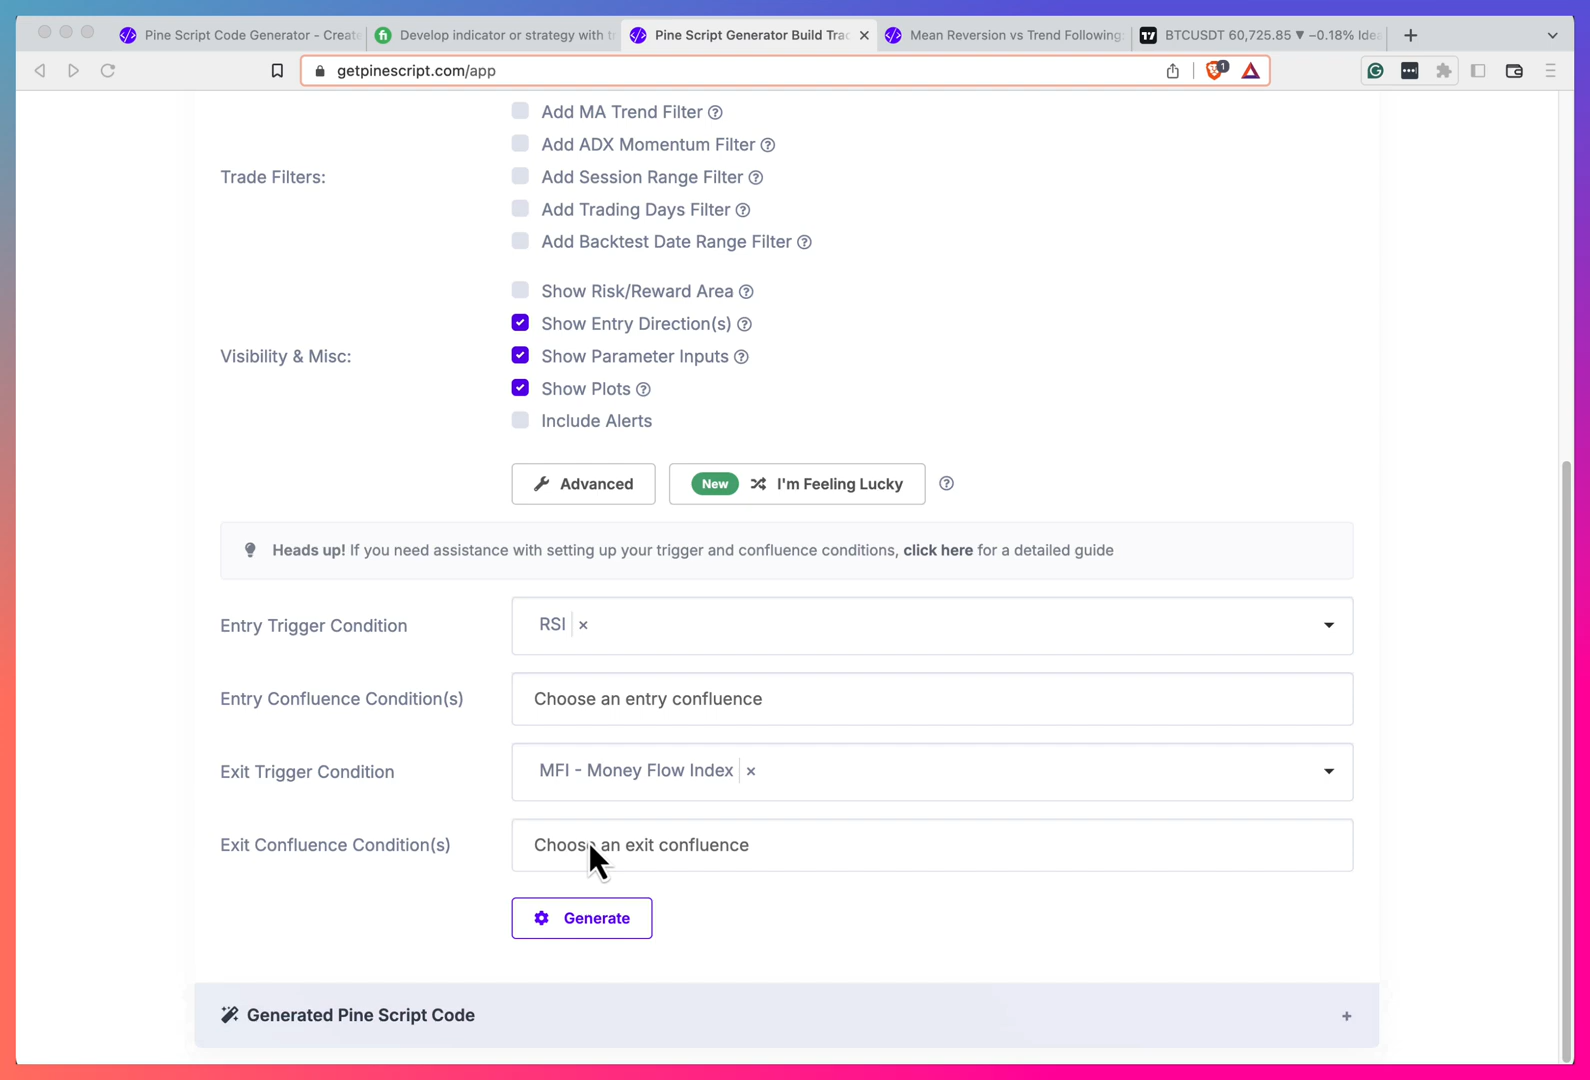 Pine Script Code Generator - Create
Develop indicator or strategy with tr
Pine Script Generator Build Trad
Mean Reversion vs Trend Following:
BTCUSDT 60,725.85 ▼ −0.18% Idea
getpinescript.com/app
1
Add MA Trend Filter
Add ADX Momentum Filter
Trade Filters:
Add Session Range Filter
Add Trading Days Filter
Add Backtest Date Range Filter
Show Risk/Reward Area
Show Entry Direction(s)
Visibility & Misc:
Show Parameter Inputs
Show Plots
Include Alerts
Advanced
New I'm Feeling Lucky
Heads up! If you need assistance with setting up your trigger and confluence conditions, click here for a detailed guide
Entry Trigger Condition
RSI ×
Entry Confluence Condition(s)
Choose an entry confluence
Exit Trigger Condition
MFI - Money Flow Index ×
Exit Confluence Condition(s)
Choose an exit confluence
Generate
Generated Pine Script Code +